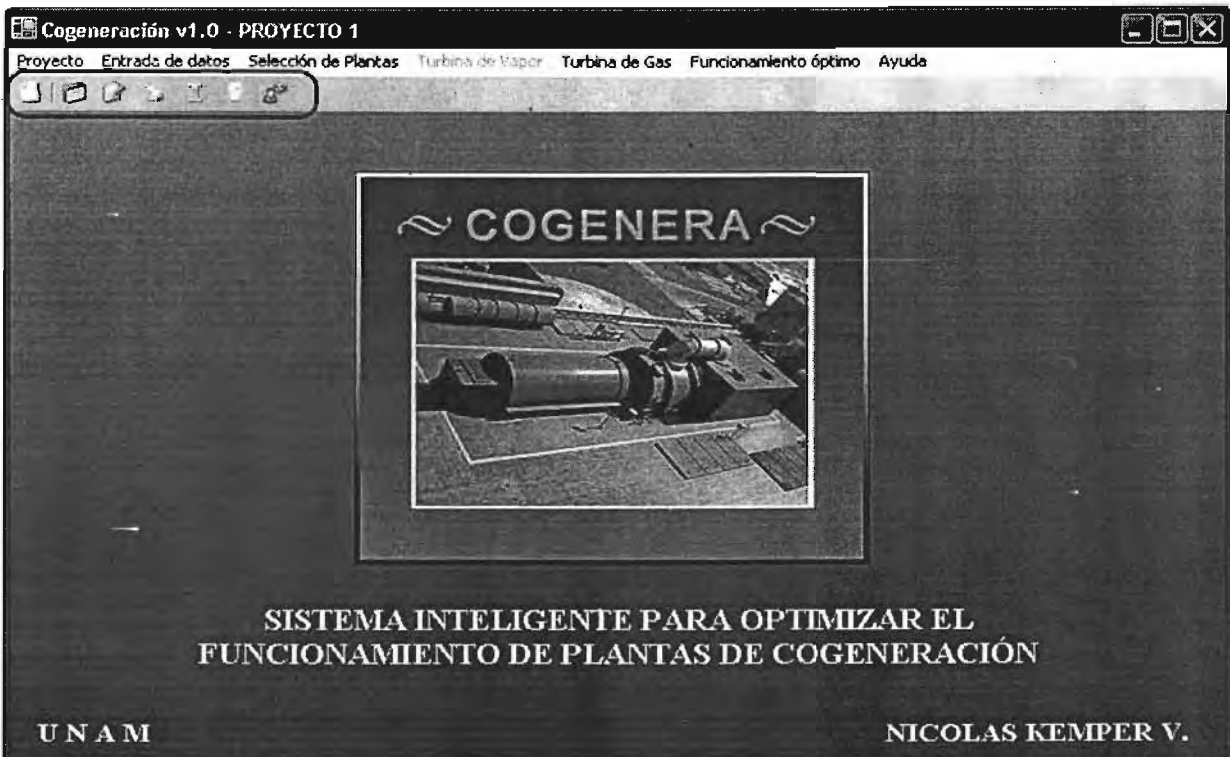 Cogeneración v1.0 - PROYECTO 1
Proyecto Entrada de datos Selección de Plantas Turbina de Vapor Turbina de Gas Funcionamiento óptimo Ayuda
COGENERA
SISTEMA INTELIGENTE PARA OPTIMIZAR EL
FUNCIONAMIENTO DE PLANTAS DE COGENERACIÓN
U N A M NICOLAS KEMPER V.